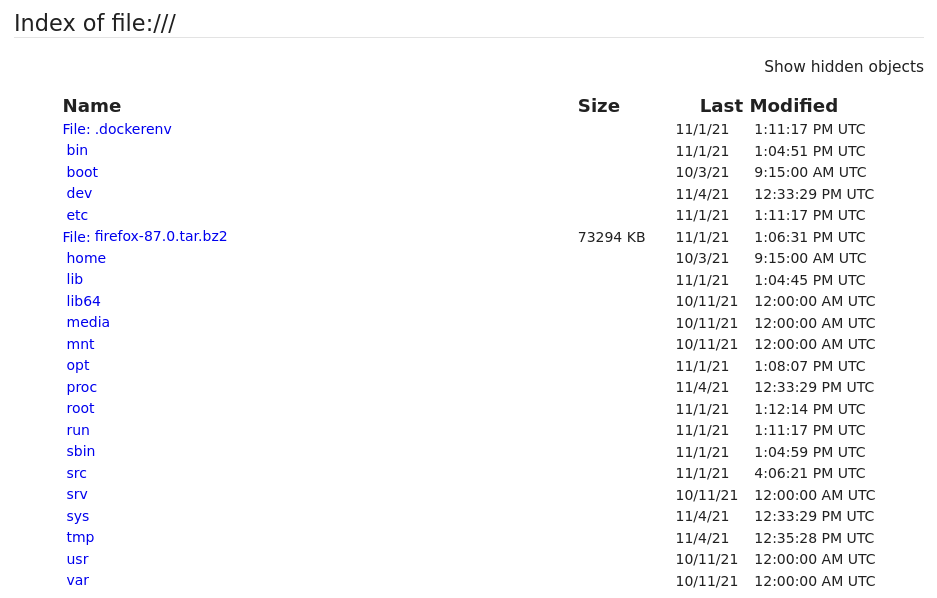 Index of file:///
Show hidden objects
Name Size Last Modified
File: .dockerenv 11/1/21 1:11:17 PM UTC
bin 11/1/21 1:04:51 PM UTC
boot 10/3/21 9:15:00 AM UTC
dev 11/4/21 12:33:29 PM UTC
etc 11/1/21 1:11:17 PM UTC
File: firefox-87.0.tar.bz2 73294 KB 11/1/21 1:06:31 PM UTC
home 10/3/21 9:15:00 AM UTC
lib 11/1/21 1:04:45 PM UTC
lib64 10/11/21 12:00:00 AM UTC
media 10/11/21 12:00:00 AM UTC
mnt 10/11/21 12:00:00 AM UTC
opt 11/1/21 1:08:07 PM UTC
proc 11/4/21 12:33:29 PM UTC
root 11/1/21 1:12:14 PM UTC
run 11/1/21 1:11:17 PM UTC
sbin 11/1/21 1:04:59 PM UTC
src 11/1/21 4:06:21 PM UTC
srv 10/11/21 12:00:00 AM UTC
sys 11/4/21 12:33:29 PM UTC
tmp 11/4/21 12:35:28 PM UTC
usr 10/11/21 12:00:00 AM UTC
var 10/11/21 12:00:00 AM UTC